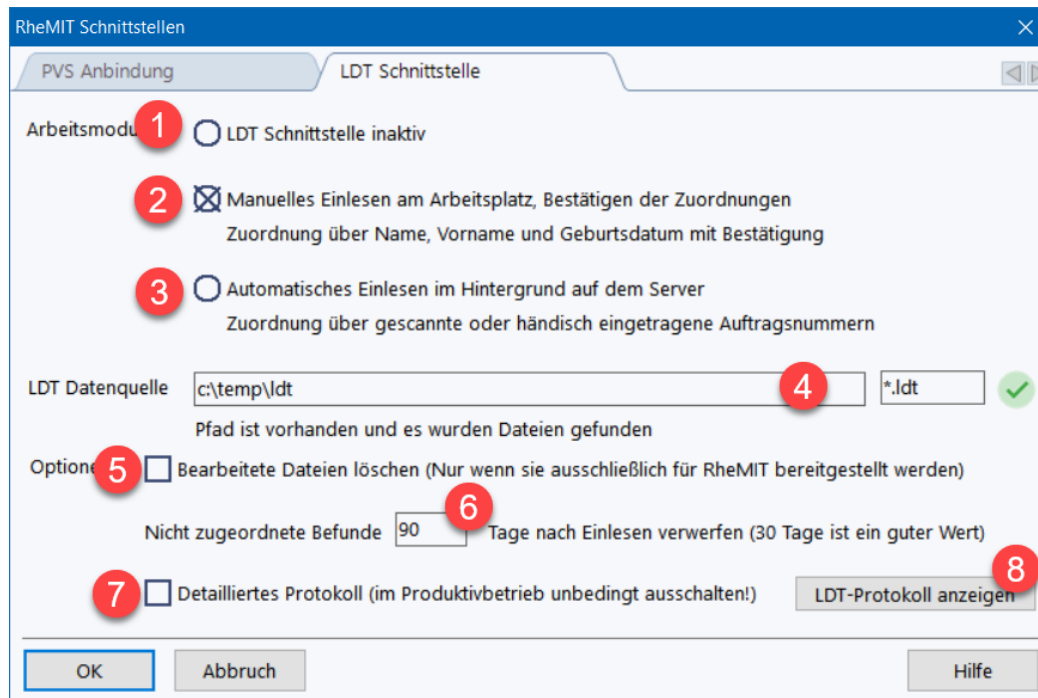 RheMIT Schnittstellen
PVS Anbindung
LDT Schnittstelle
1
LDT Schnittstelle inaktiv
2
Manuelles Einlesen am Arbeitsplatz, Bestätigen der Zuordnungen
Zuordnung über Name, Vorname und Geburtsdatum mit Bestätigung
3
Automatisches Einlesen im Hintergrund auf dem Server
Zuordnung über gescannte oder händisch eingetragene Auftragsnummern
LDT Datenquelle c:\temp\ldt 4 *.ldt
Pfad ist vorhanden und es wurden Dateien gefunden
5 Bearbeitete Dateien löschen (Nur wenn sie ausschließlich für RheMIT bereitgestellt werden)
6
Nicht zugeordnete Befunde 90 Tage nach Einlesen verwerfen (30 Tage ist ein guter Wert)
8
7 Detailliertes Protokoll (im Produktivbetrieb unbedingt ausschalten!) LDT-Protokoll anzeigen
OK Abbruch Hilfe